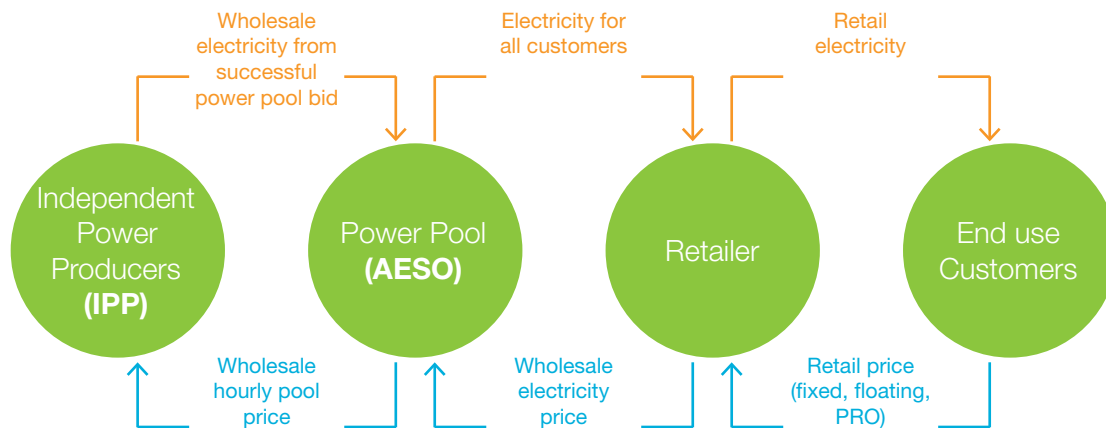 Wholesale
electricity from
successful
power pool bid
Electricity for
all customers
Retail
electricity
Independent
Power
Producers
(IPP)
Power Pool
(AESO)
Retailer
End use
Customers
Wholesale
hourly pool
price
Wholesale
electricity
price
Retail price
(fixed, floating,
PRO)